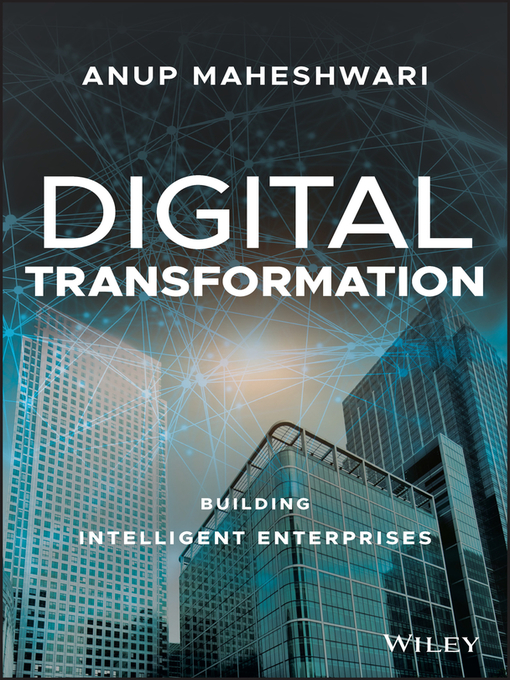 ANUP MAHESHWARI
DIGITAL
TRANSFORMATION
BUILDING
INTELLIGENT ENTERPRISES
WILEY